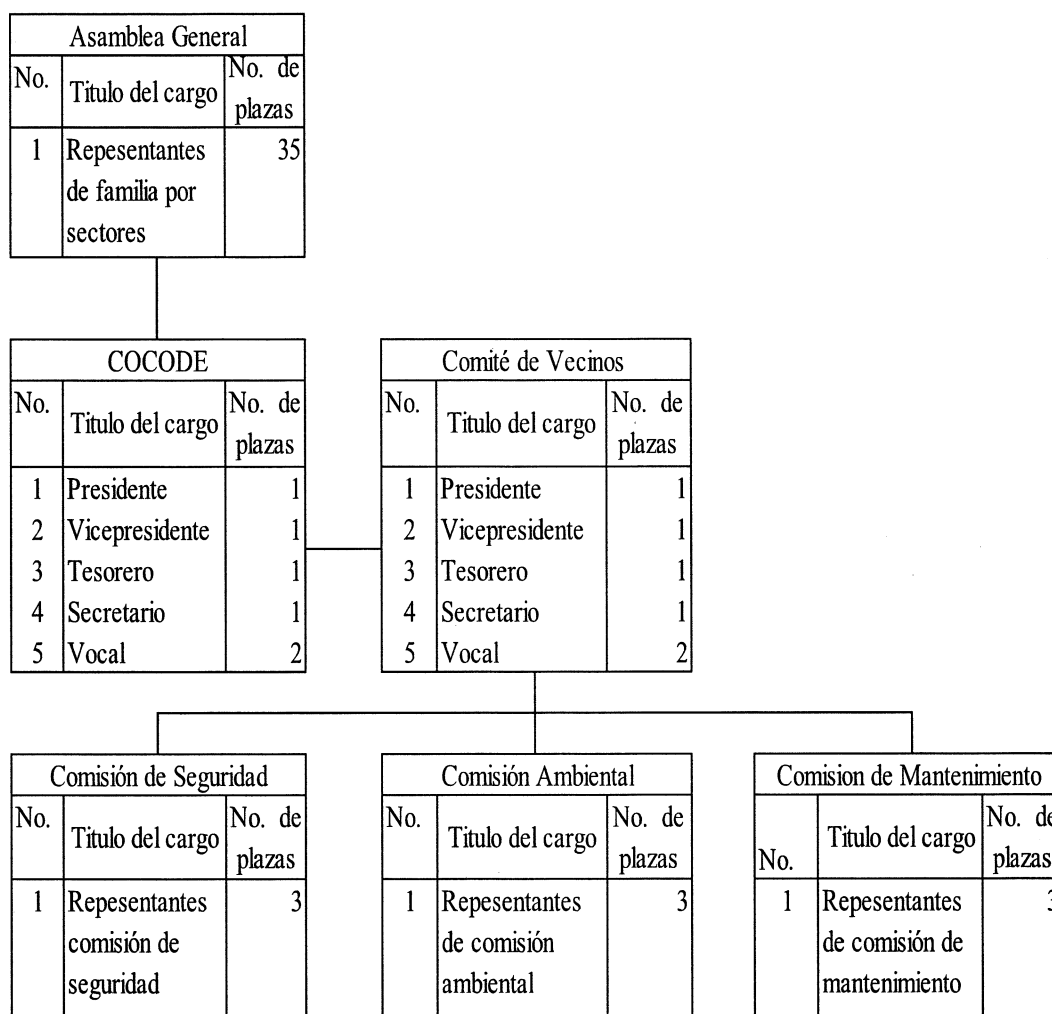 Asamblea General
No. Titulo del cargo No. de plazas
1 Repesentantes 35
de familia por
sectores
COCODE
No. Titulo del cargo No. de plazas
1 Presidente 1
2 Vicepresidente 1
3 Tesorero 1
4 Secretario 1
5 Vocal 2
Comité de Vecinos
No. Titulo del cargo No. de plazas
1 Presidente 1
2 Vicepresidente 1
3 Tesorero 1
4 Secretario 1
5 Vocal 2
Comisión de Seguridad
No. Titulo del cargo No. de plazas
1 Repesentantes 3
comisión de
seguridad
Comisión Ambiental
No. Titulo del cargo No. de plazas
1 Repesentantes 3
de comisión
ambiental
Comision de Mantenimiento
No. Titulo del cargo No. de plazas
1 Repesentantes 3
de comisión de
mantenimiento